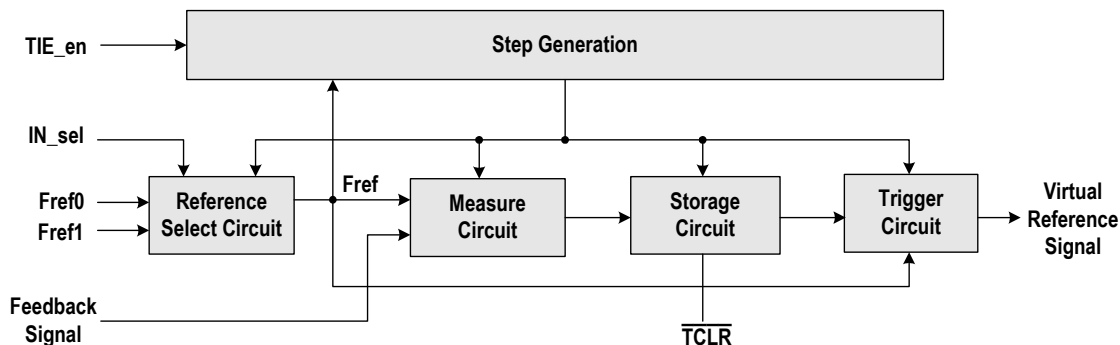 Step Generation
TIE_en
IN_sel
Fref0
Fref1
Reference
Select Circuit
Fref
Measure
Circuit
Storage
Circuit
Trigger
Circuit
Virtual
Reference
Signal
Feedback
Signal
T̅C̅L̅R̅